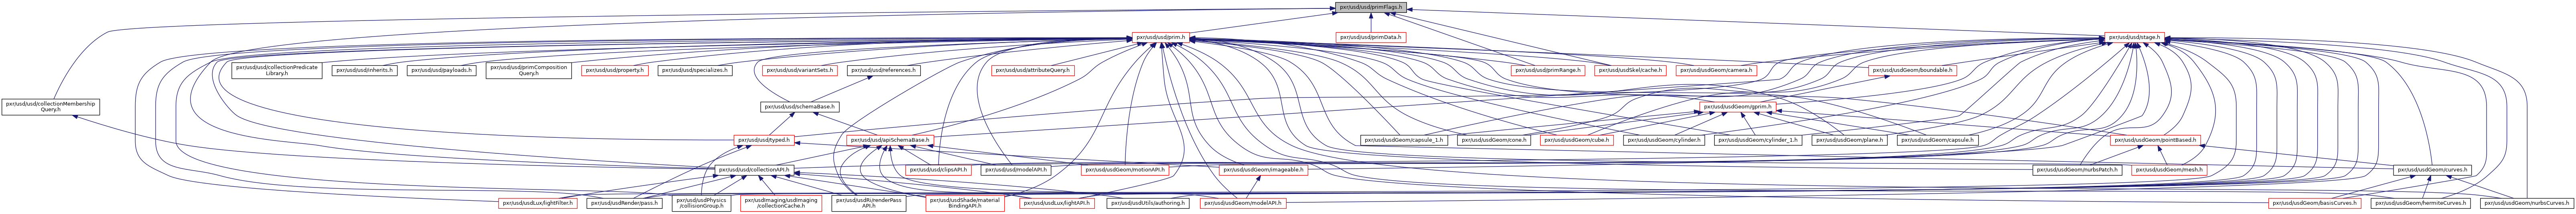 pxr/usd/usd/primFlags.h
pxr/usd/usd/prim.h
pxr/usd/usd/primData.h
pxr/usd/usd/stage.h
pxr/usd/usd/collectionPredicate
Library.h
pxr/usd/usd/inherits.h
pxr/usd/usd/payloads.h
pxr/usd/usd/primComposition
Query.h
pxr/usd/usd/property.h
pxr/usd/usd/specializes.h
pxr/usd/usd/variantSets.h
pxr/usd/usd/references.h
pxr/usd/usd/attributeQuery.h
pxr/usd/usd/primRange.h
pxr/usd/usdSkel/cache.h
pxr/usd/usdGeom/camera.h
pxr/usd/usdGeom/boundable.h
pxr/usd/usd/collectionMembership
Query.h
pxr/usd/usd/schemaBase.h
pxr/usd/usdGeom/gprim.h
pxr/usd/usd/typed.h
pxr/usd/usd/apiSchemaBase.h
pxr/usd/usdGeom/capsule_1.h
pxr/usd/usdGeom/cone.h
pxr/usd/usdGeom/cube.h
pxr/usd/usdGeom/cylinder.h
pxr/usd/usdGeom/cylinder_1.h
pxr/usd/usdGeom/plane.h
pxr/usd/usdGeom/capsule.h
pxr/usd/usdGeom/pointBased.h
pxr/usd/usd/collectionAPI.h
pxr/usd/usd/clipsAPI.h
pxr/usd/usd/modelAPI.h
pxr/usd/usdGeom/motionAPI.h
pxr/usd/usdGeom/imageable.h
pxr/usd/usdGeom/nurbsPatch.h
pxr/usd/usdGeom/mesh.h
pxr/usd/usdGeom/curves.h
pxr/usd/usdLux/lightFilter.h
pxr/usd/usdRender/pass.h
pxr/usd/usdPhysics
/collisionGroup.h
pxr/usdImaging/usdImaging
/collectionCache.h
pxr/usd/usdRi/renderPass
API.h
pxr/usd/usdShade/material
BindingAPI.h
pxr/usd/usdLux/lightAPI.h
pxr/usd/usdUtils/authoring.h
pxr/usd/usdGeom/modelAPI.h
pxr/usd/usdGeom/basisCurves.h
pxr/usd/usdGeom/hermiteCurves.h
pxr/usd/usdGeom/nurbsCurves.h